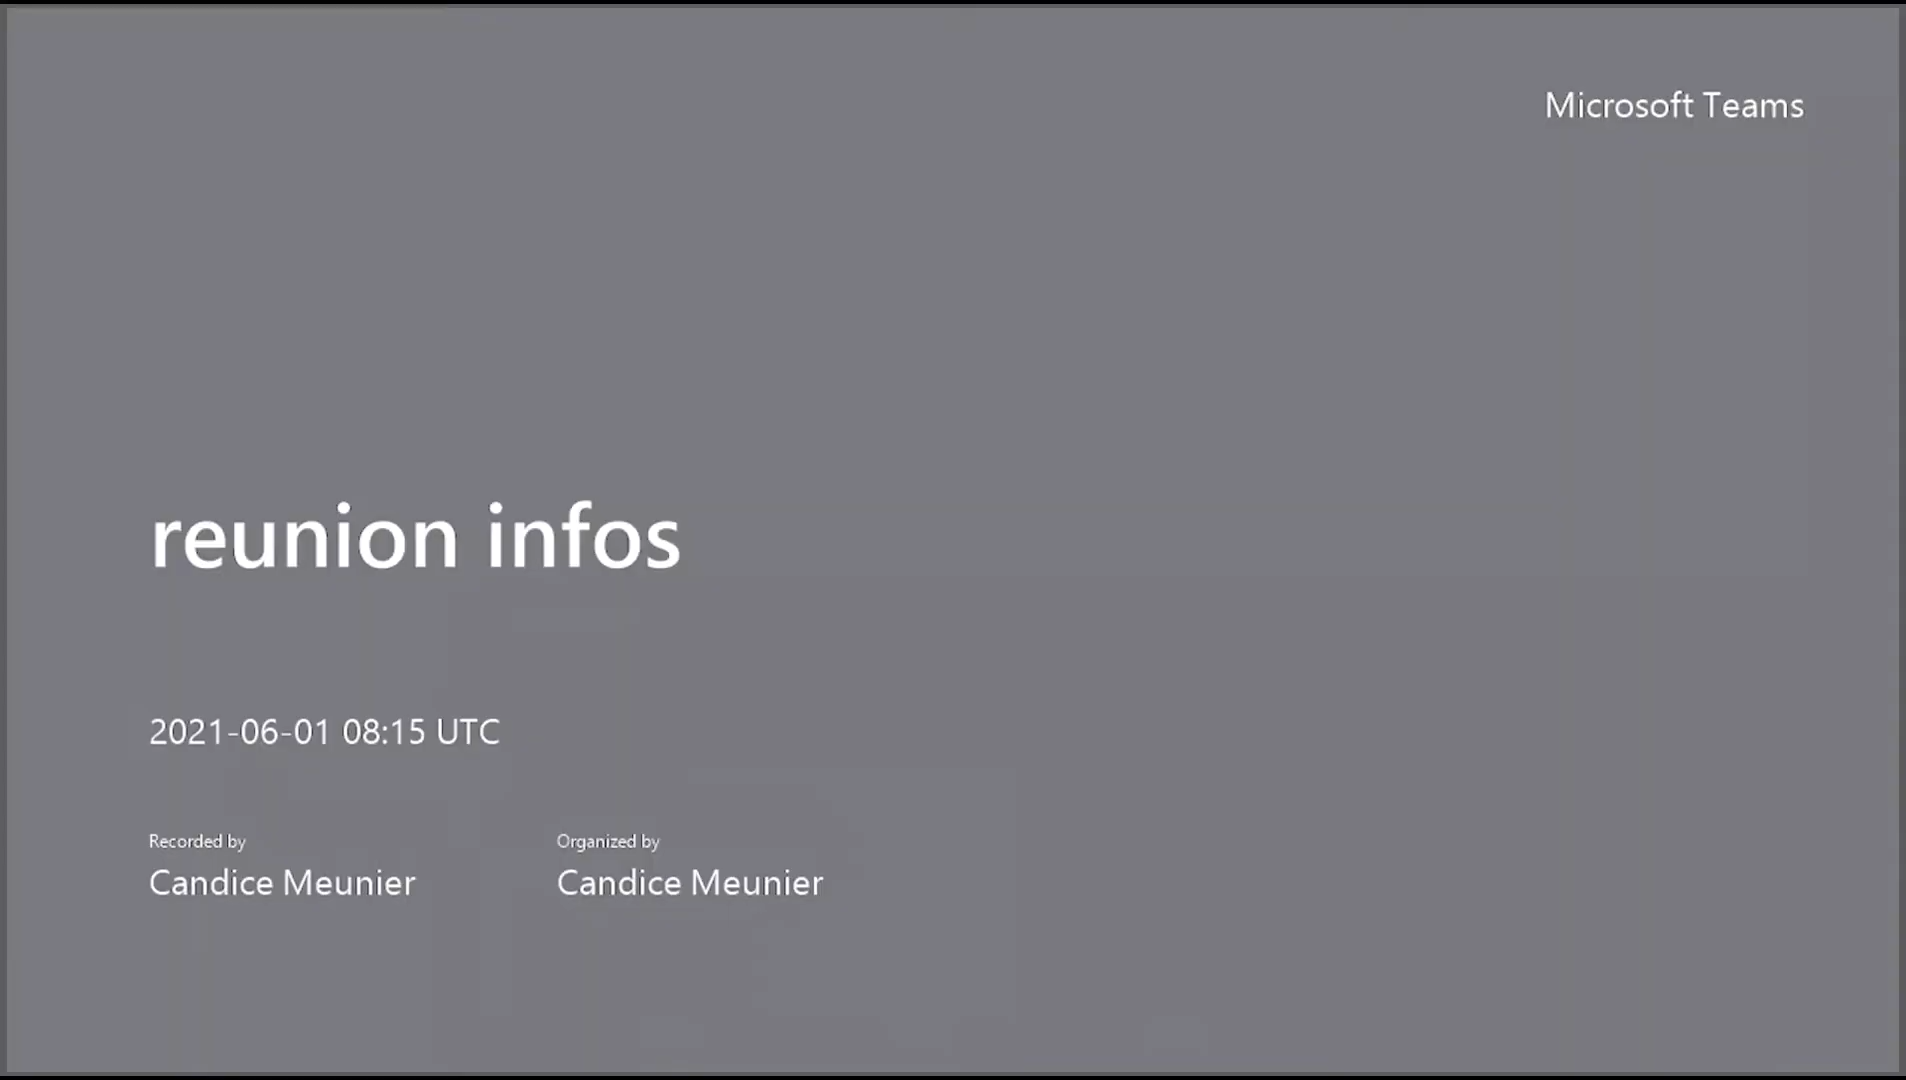 Microsoft Teams
reunion infos
2021-06-01 08:15 UTC
Recorded by
Candice Meunier
Organized by
Candice Meunier